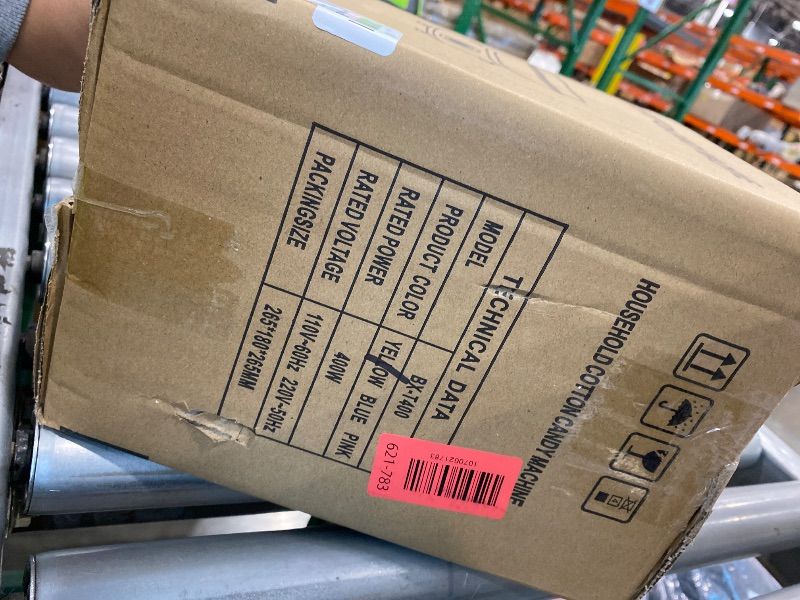 HOUSEHOLD COTTON CANDY MACHINE
TECHNICAL DATA
MODEL BX-T400
PRODUCT COLOR YELLOW BLUE PINK
RATED POWER 400W
RATED VOLTAGE 110V~60Hz 220V~50Hz
PACKINGSIZE 265*180*265MM
1070621783
621-783